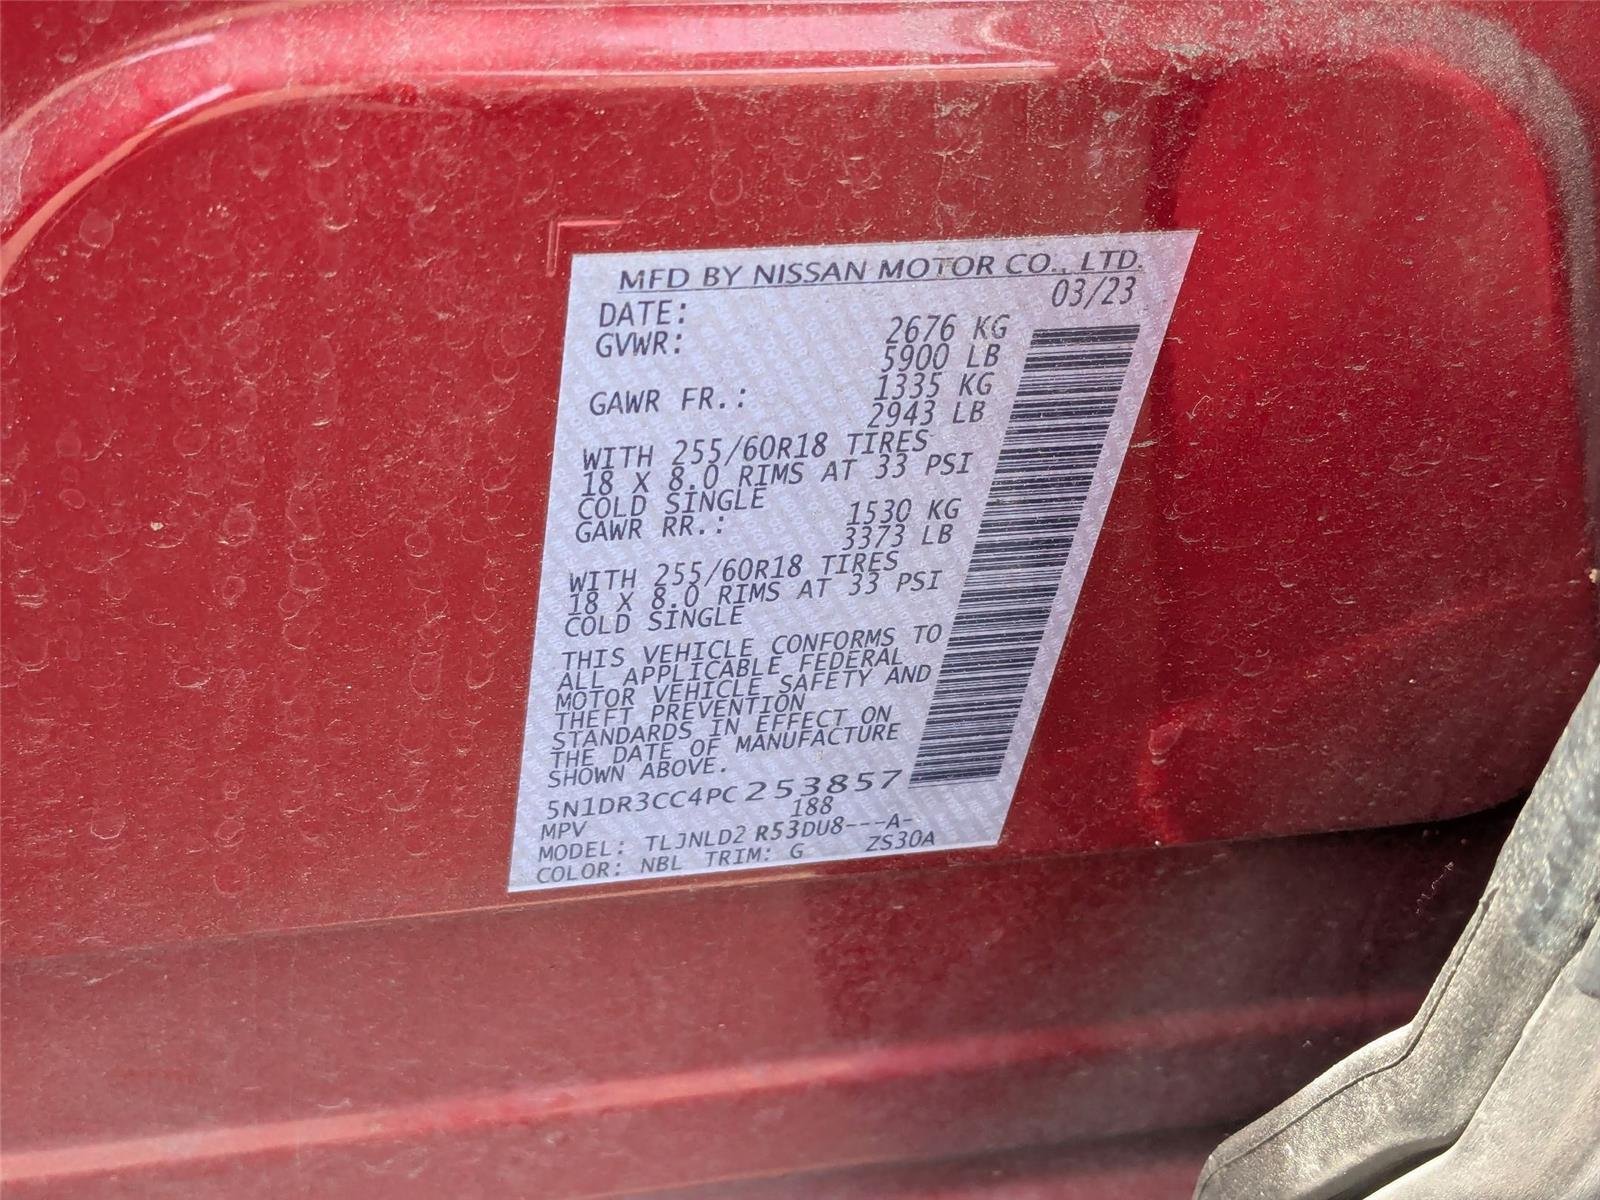 MFD BY NISSAN MOTOR CO., LTD.
DATE: 03/23
GVWR: 2676 KG
5900 LB
GAWR FR.: 1335 KG
2943 LB
WITH 255/60R18 TIRES
18 X 8.0 RIMS AT 33 PSI
COLD SINGLE
GAWR RR.: 1530 KG
3373 LB
WITH 255/60R18 TIRES
18 X 8.0 RIMS AT 33 PSI
COLD SINGLE
THIS VEHICLE CONFORMS TO
ALL APPLICABLE FEDERAL
MOTOR VEHICLE SAFETY AND
THEFT PREVENTION
STANDARDS IN EFFECT ON
THE DATE OF MANUFACTURE
SHOWN ABOVE.
5N1DR3CC4PC253857
MPV 188
MODEL: TLJNLD2 R53DU8---A-
COLOR: NBL TRIM: G ZS30A